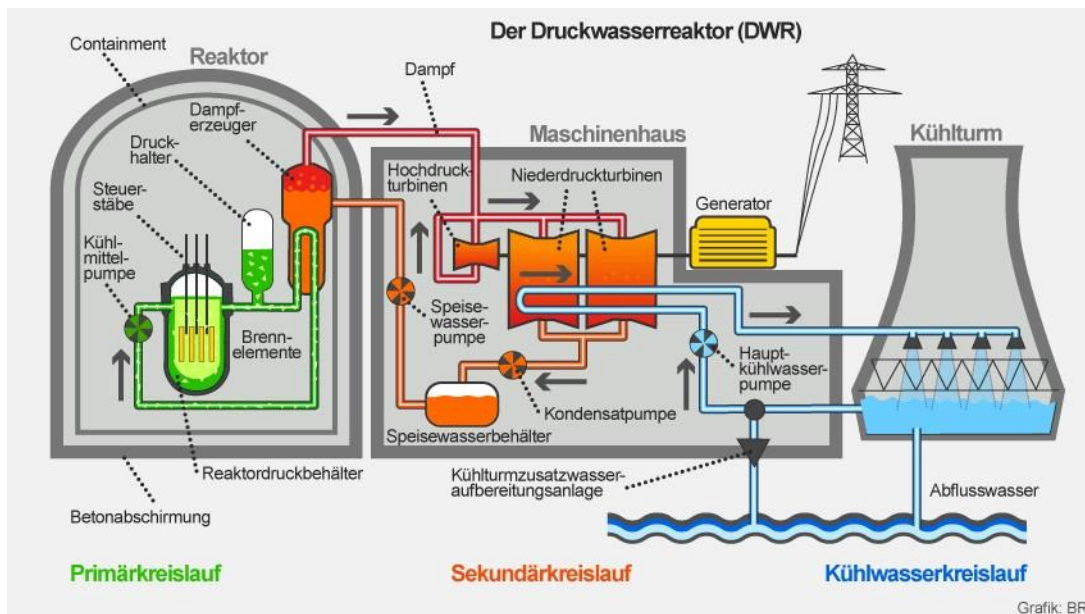 Der Druckwasserreaktor (DWR)
Containment
Reaktor
Dampf
Dampf-
erzeuger
Druck-
halter
Steuer-
stäbe
Kühl-
mittel-
pumpe
Brenn-
elemente
Reaktordruckbehälter
Betonabschirmung
Maschinenhaus
Hochdruck-
turbinen
Niederdruckturbinen
Generator
Kühlturm
Speise-
wasser-
pumpe
Haupt-
kühlwasser-
pumpe
Kondensatpumpe
Speisewasserbehälter
Kühlturmzusatzwasser-
aufbereitungsanlage
Abflusswasser
Primärkreislauf
Sekundärkreislauf
Kühlwasserkreislauf
Grafik: BR